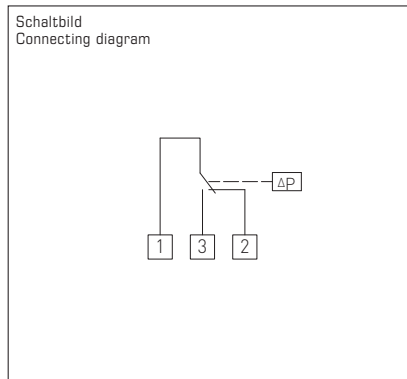 Schaltbild
Connecting diagram
ΔP
1 3 2